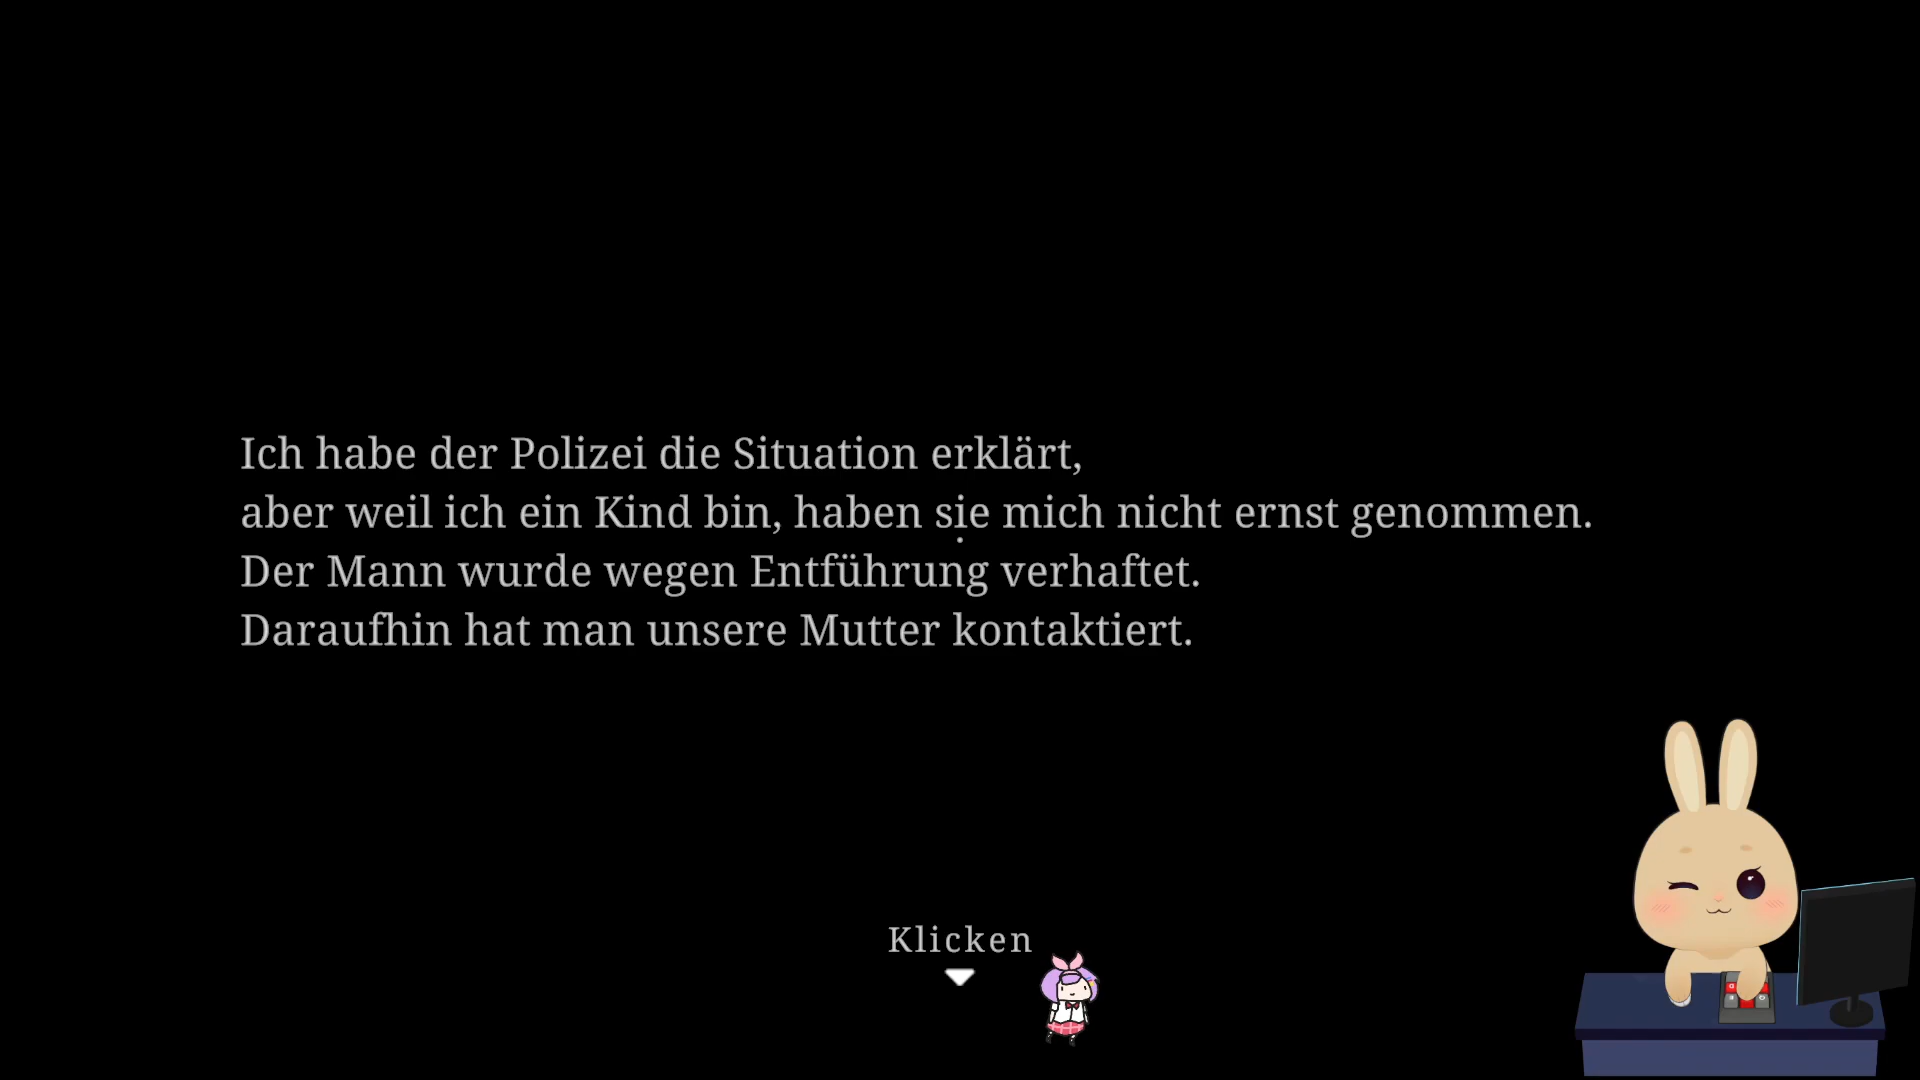 Ich habe der Polizei die Situation erklärt,
aber weil ich ein Kind bin, haben sie mich nicht ernst genommen.
Der Mann wurde wegen Entführung verhaftet.
Daraufhin hat man unsere Mutter kontaktiert.
Klicken